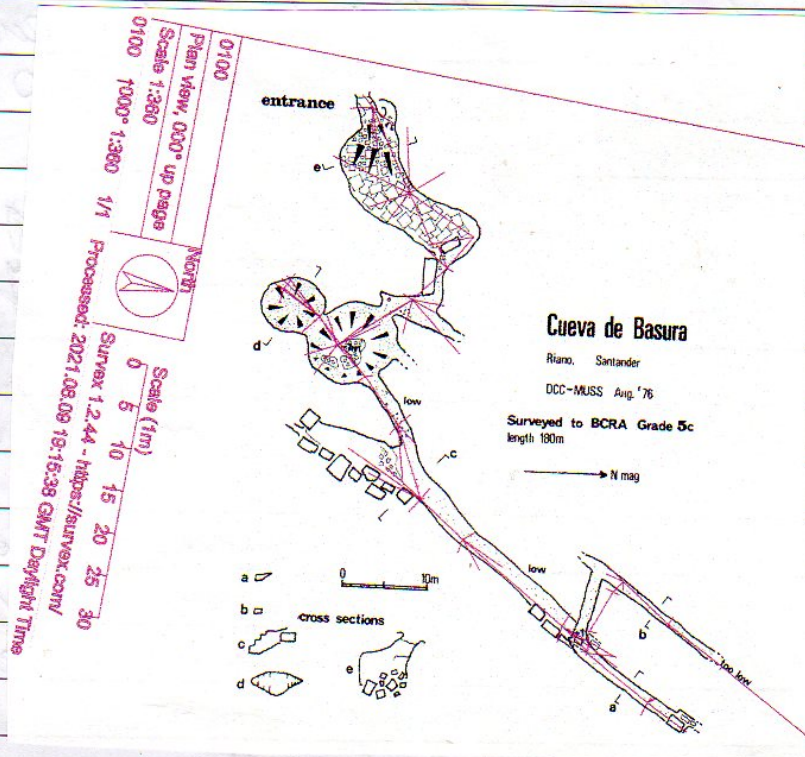 0100
Plan view, 000° up page
Scale 1:360
0100 1000° 1:360 1/1 Processed: 2021.08.09 19:15:38 GMT Daylight Time
North
Survex 1.2.44 - https://survex.com/
Scale (1m)
0 5 10 15 20 25 30
entrance
e
d
low
c
Cueva de Basura
Riano, Santander
DCC-MUSS Aug. '76
Surveyed to BCRA Grade 5c
length 180m
N mag
low
b
too low
a
0 10m
a
b
cross sections
c
d
e